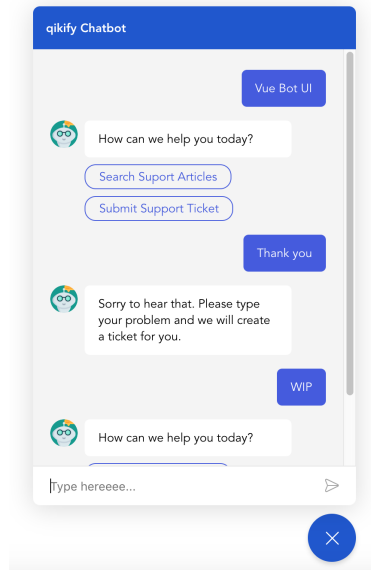 qikify Chatbot
Vue Bot UI
How can we help you today?
Search Suport Articles
Submit Support Ticket
Thank you
Sorry to hear that. Please type
your problem and we will create
a ticket for you.
WIP
How can we help you today?
Type hereeee...